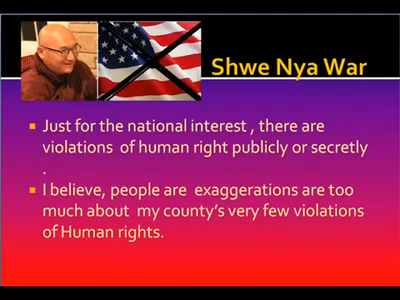 Shwe Nya War
Just for the national interest , there are
violations of human right publicly or secretly
.
I believe, people are exaggerations are too
much about my county's very few violations
of Human rights.